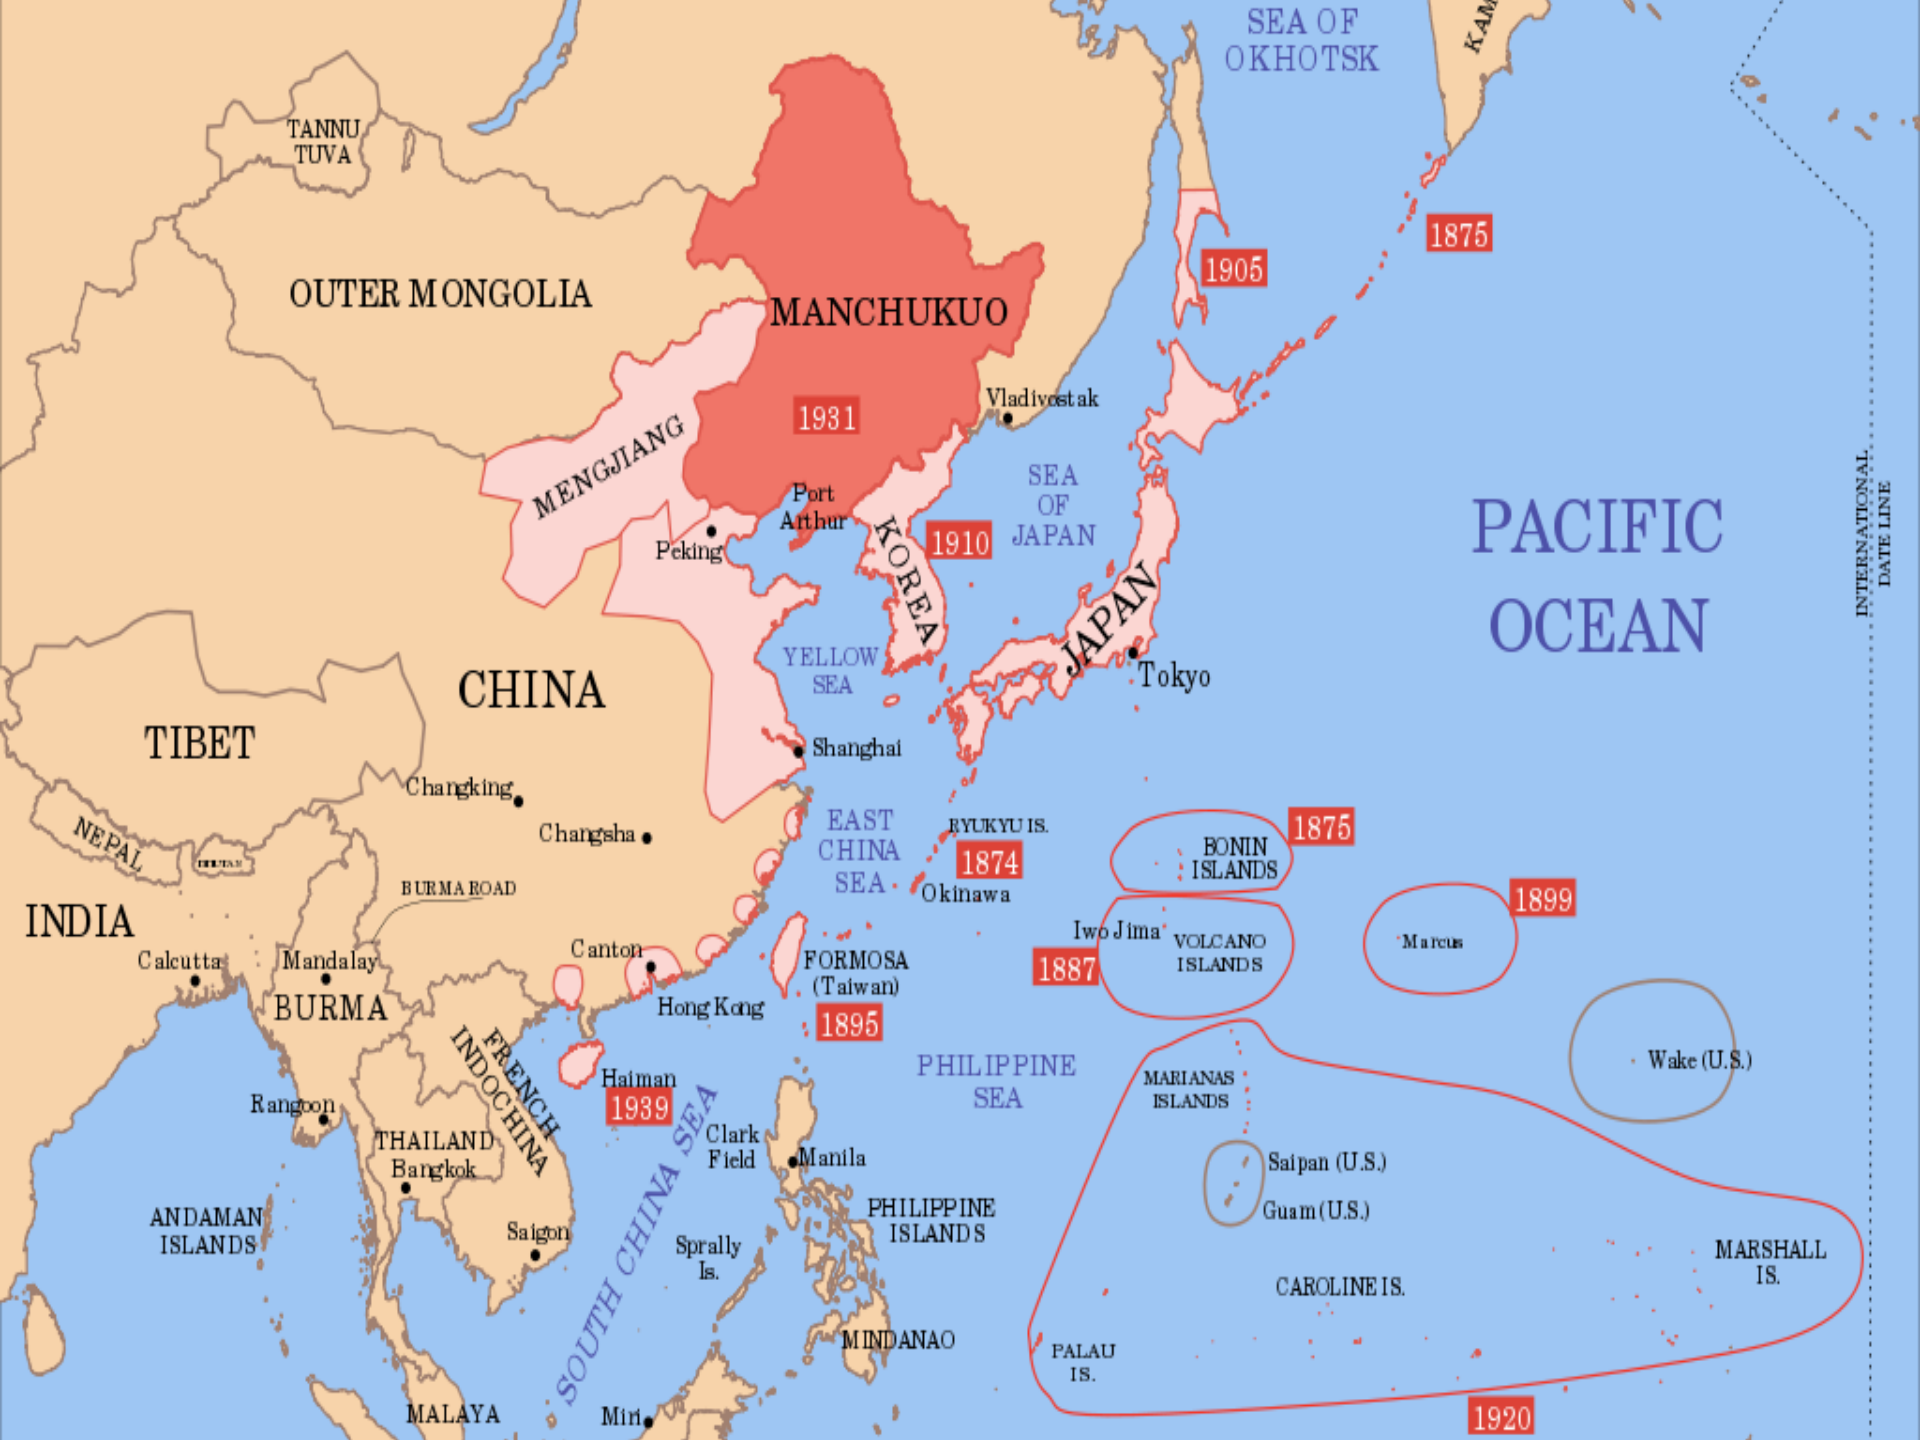 SEA OF
OKHOTSK
KAM
TANNU
TUVA
1875
1905
OUTER MONGOLIA
MANCHUKUO
1931
Vladivostak
MENGJIANG
SEA
OF
JAPAN
Port
Arthur
Peking
KOREA
1910
JAPAN
Tokyo
PACIFIC
OCEAN
INTERNATIONAL
DATE LINE
YELLOW
SEA
CHINA
TIBET
Shanghai
Changking
Changsha
NEPAL
BHUTAN
EAST
CHINA
SEA
RYUKYU IS.
1874
Okinawa
BONIN
ISLANDS
1875
BURMA ROAD
INDIA
Calcutta
Mandalay
BURMA
Canton
Hong Kong
FORMOSA
(Taiwan)
1895
Iwo Jima
VOLCANO
ISLANDS
1887
Marcus
1899
Wake (U.S.)
FRENCH
INDOCHINA
Haiman
1939
PHILIPPINE
SEA
MARIANAS
ISLANDS
Rangoon
THAILAND
Bangkok
SOUTH CHINA SEA
Clark
Field
Manila
Saipan (U.S.)
Guam (U.S.)
ANDAMAN
ISLANDS
Saigon
Sprally
Is.
PHILIPPINE
ISLANDS
CAROLINE IS.
MARSHALL
IS.
MINDANAO
PALAU
IS.
MALAYA
Miri
1920